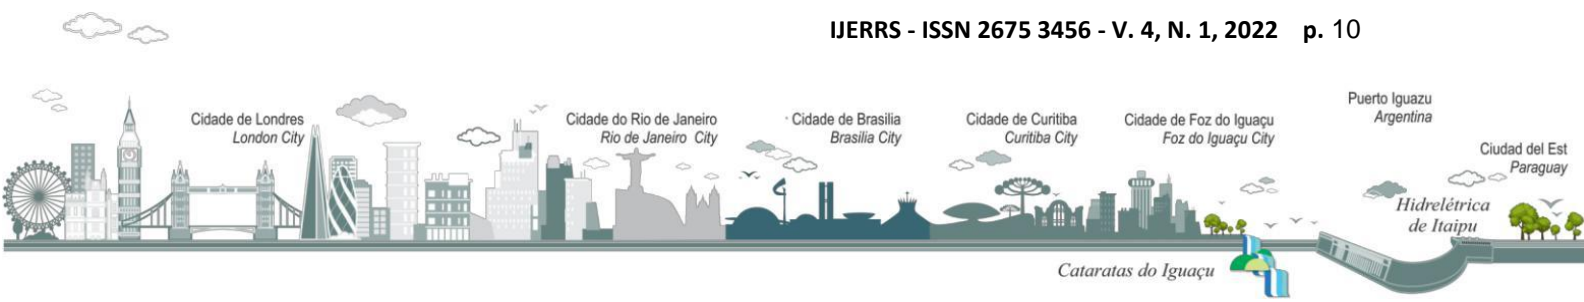 IJERRS - ISSN 2675 3456 - V. 4, N. 1, 2022 p. 10
Cidade de Londres
London City
Cidade do Rio de Janeiro
Rio de Janeiro City
Cidade de Brasilia
Brasilia City
Cidade de Curitiba
Curitiba City
Cidade de Foz do Iguaçu
Foz do Iguaçu City
Puerto Iguazu
Argentina
Ciudad del Est
Paraguay
Hidrelétrica
de Itaipu
Cataratas do Iguaçu